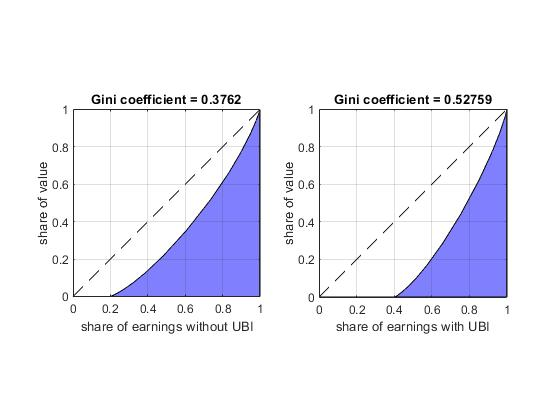 Gini coefficient = 0.3762
1
0.8
0.6
0.4
0.2
0
share of value
0 0.2 0.4 0.6 0.8 1
share of earnings without UBI
Gini coefficient = 0.52759
1
0.8
0.6
0.4
0.2
0
share of value
0 0.2 0.4 0.6 0.8 1
share of earnings with UBI